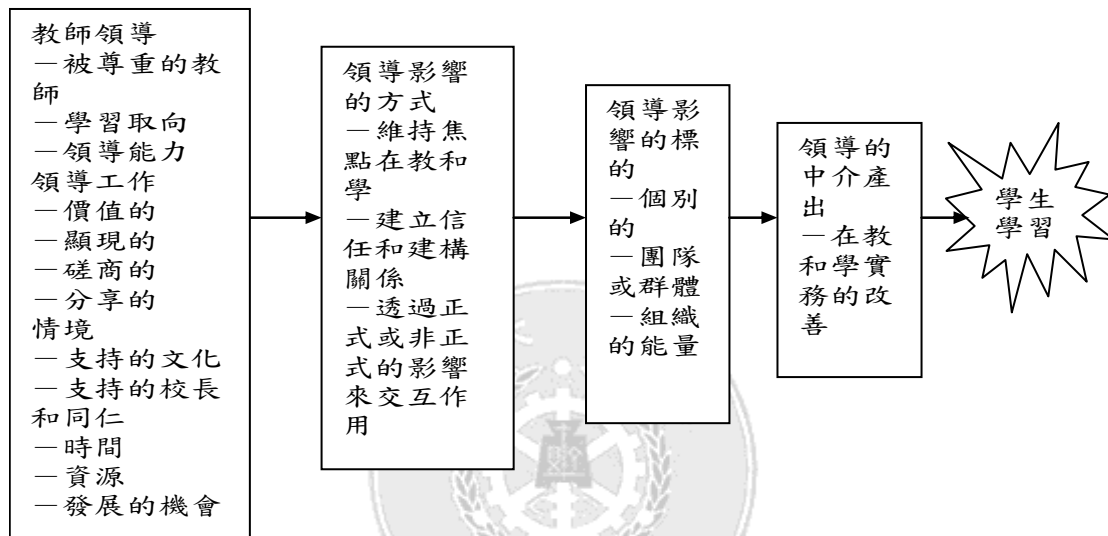 教師領導
—被尊重的教
師
—學習取向
—領導能力
領導工作
—價值的
—顯現的
—磋商的
—分享的
情境
—支持的文化
—支持的校長
和同仁
—時間
—資源
—發展的機會
領導影響
的方式
—維持焦
點在教和
學
—建立信
任和建構
關係
—透過正
式或非正
式的影響
來交互作
用
領導影
響的標
的
—個別
的
—團隊
或群體
—組織
的能量
領導的
中介產
出
—在教
和學實
務的改
善
學生
學習